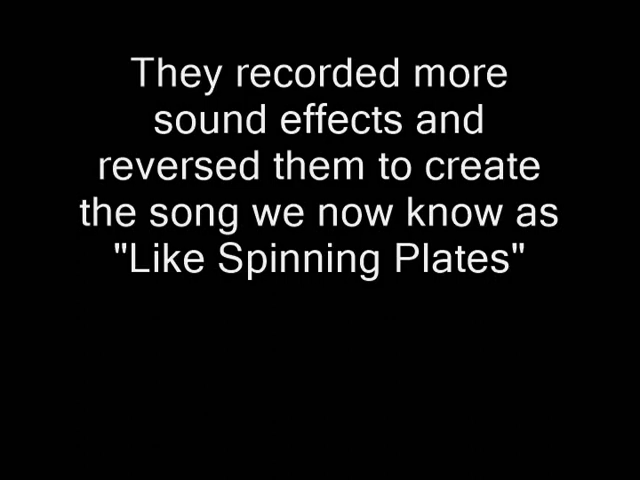 They recorded more
sound effects and
reversed them to create
the song we now know as
"Like Spinning Plates"